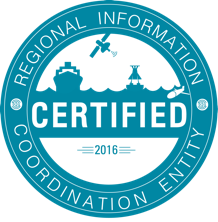 REGIONAL INFORMATION
CERTIFIED
2016
COORDINATION ENTITY